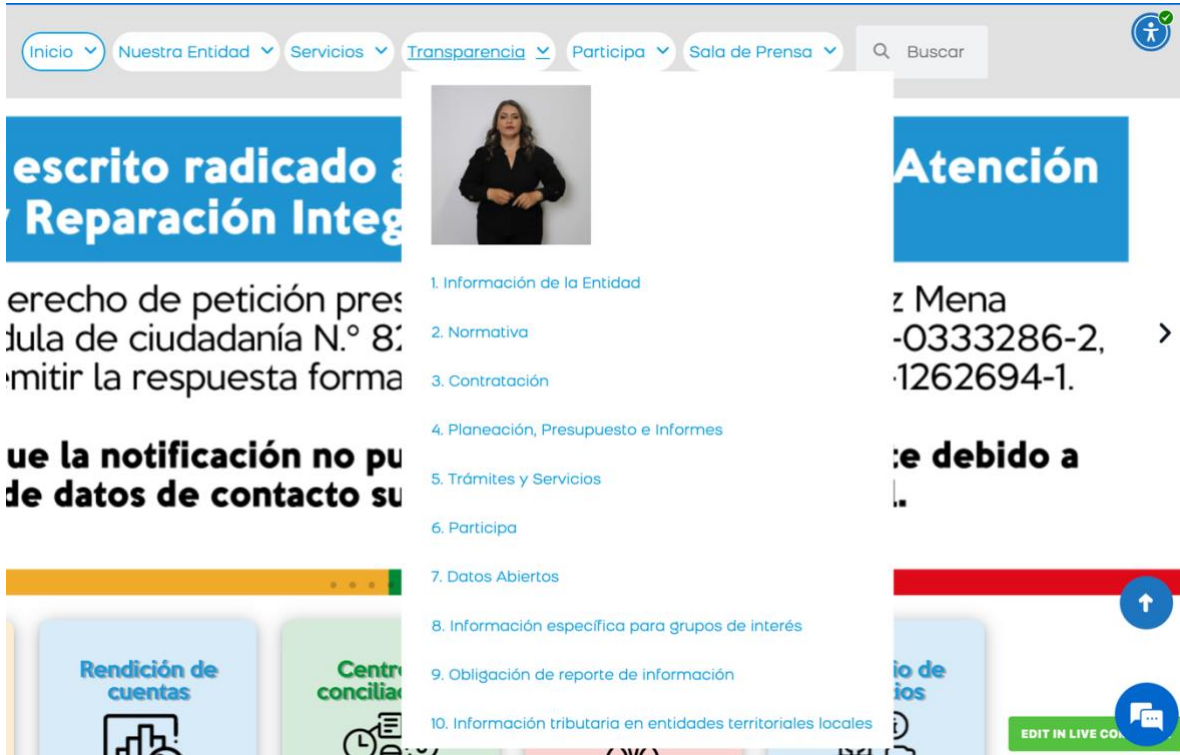 Inicio Nuestra Entidad Servicios Transparencia Participa Sala de Prensa Buscar
escrito radicado Atención
Reparación Integ
erecho de petición pres z Mena
dula de ciudadanía N.° 82 -0333286-2,
mitir la respuesta forma -1262694-1.
ue la notificación no pu te debido a
de datos de contacto su
1. Información de la Entidad
2. Normativa
3. Contratación
4. Planeación, Presupuesto e Informes
5. Trámites y Servicios
6. Participa
7. Datos Abiertos
8. Información específica para grupos de interés
9. Obligación de reporte de información
10. Información tributaria en entidades territoriales locales
Rendición de
cuentas
Centr
concilia
io de
ios
EDIT IN LIVE CO